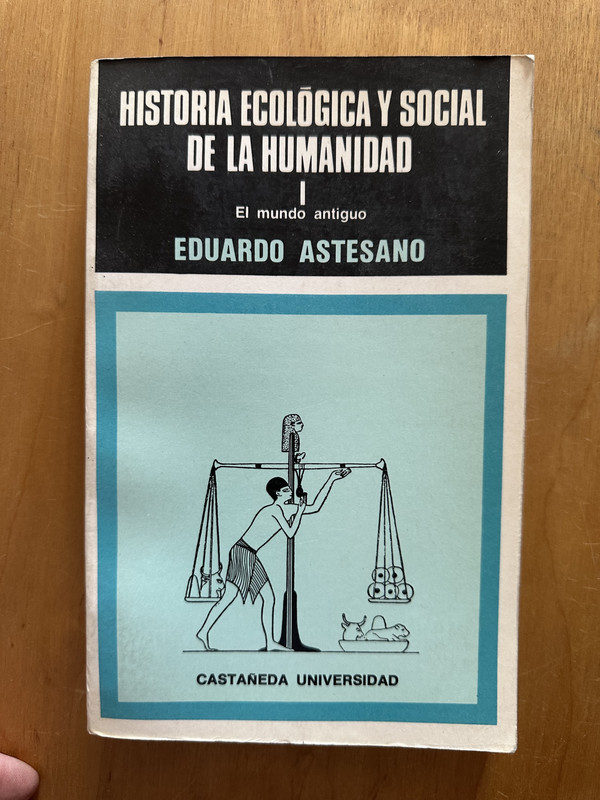 HISTORIA ECOLÓGICA Y SOCIAL
DE LA HUMANIDAD
I
El mundo antiguo
EDUARDO ASTESANO
CASTAÑEDA UNIVERSIDAD